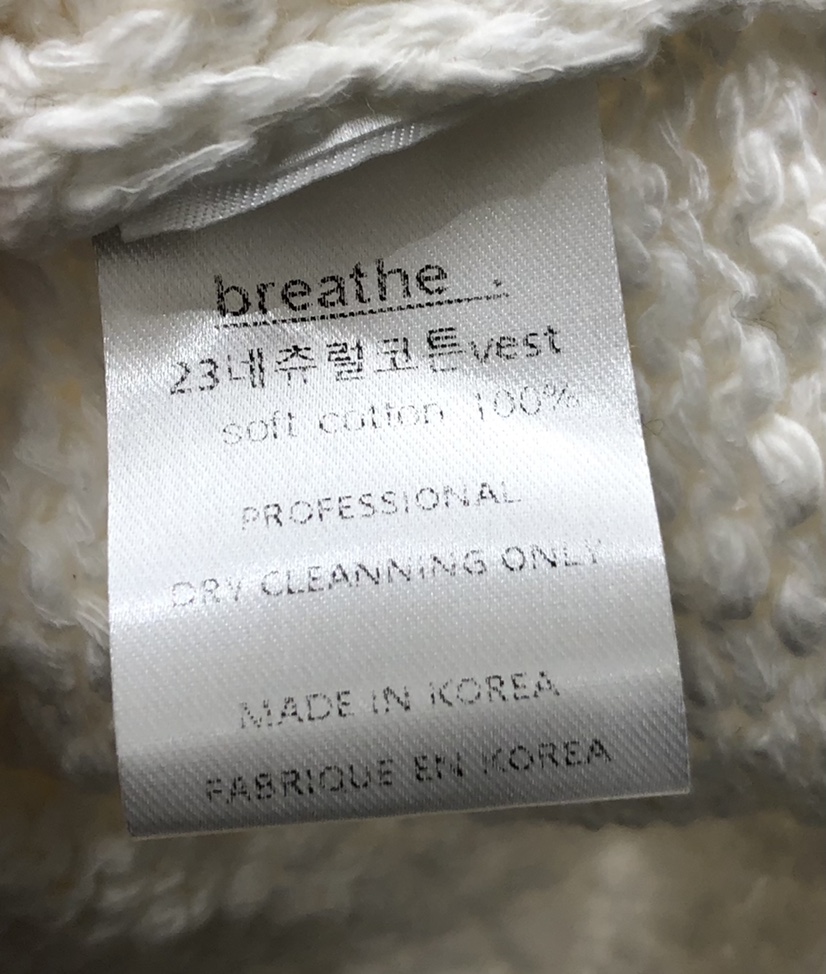 breathe .
23네츄럴코튼vest
soft cotton 100%
PROFESSIONAL
DRY CLEANNING ONLY
MADE IN KOREA
FABRIQUE EN KOREA